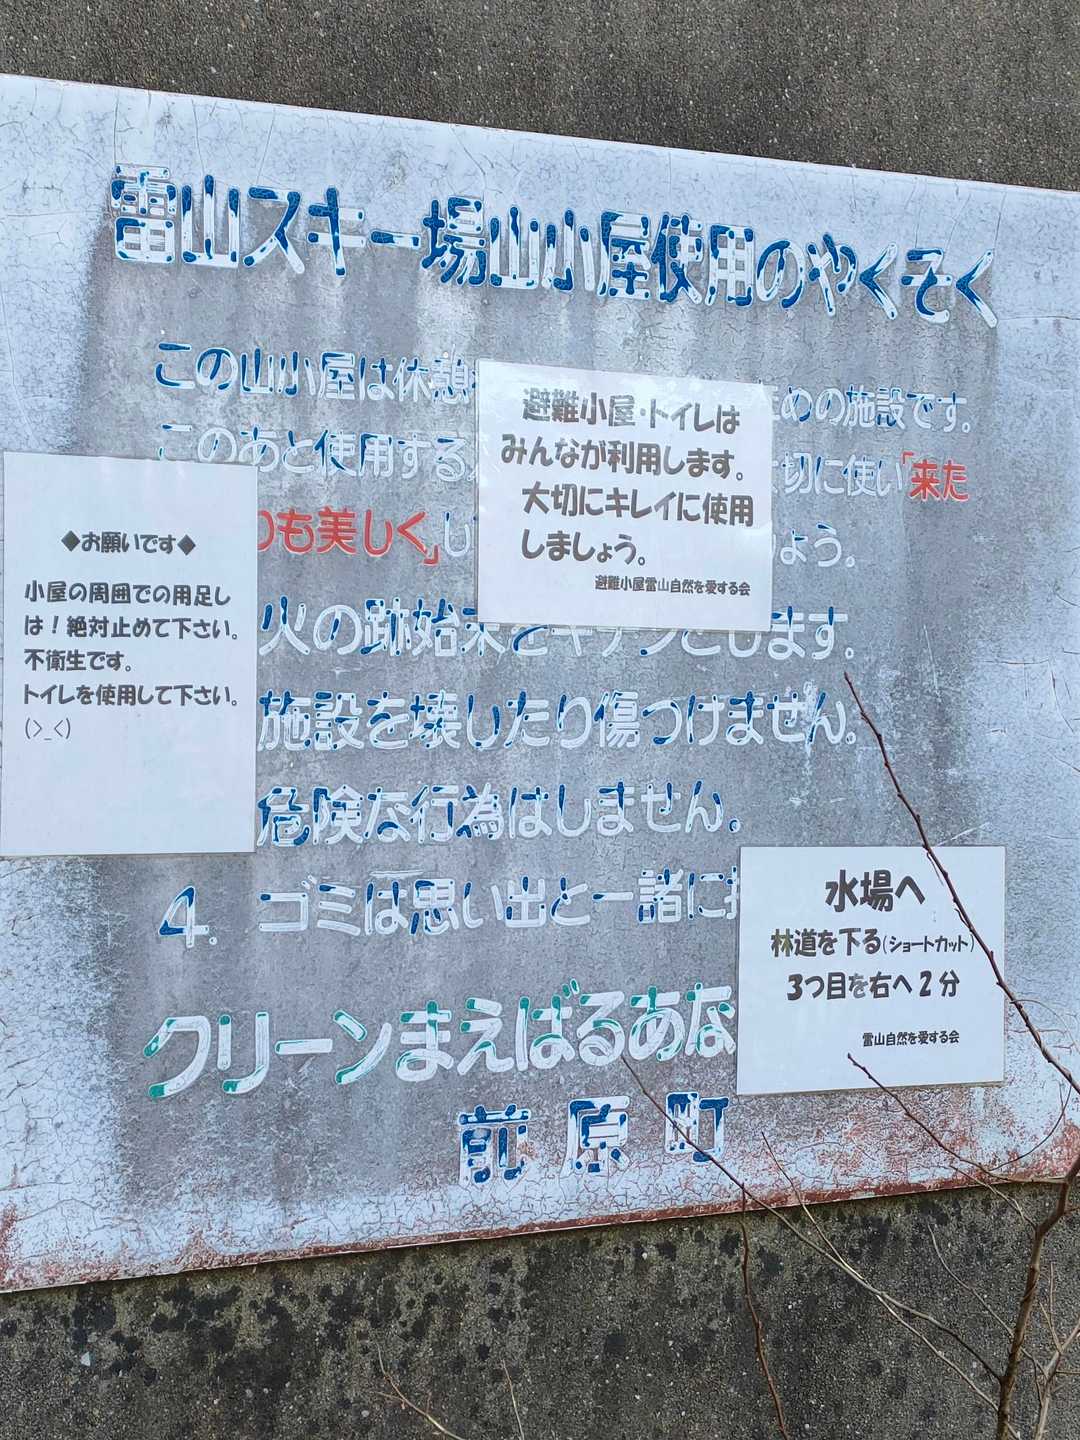 雷山スキー場山小屋使用のやくそく
この山小屋は休憩 ための施設です。
このあと使用する 切に使い「来た
も美しく」し ょう。
火の跡始末をキチンとします。
施設を壊したり傷つけません。
危険な行為はしません。
4. ゴミは思い出と一緒に
クリーンまえばるあな
前原町
避難小屋・トイレは
みんなが利用します。
大切にキレイに使用
しましょう。
避難小屋雷山自然を愛する会
◆お願いです◆
小屋の周囲での用足し
は!絶対止めて下さい。
不衛生です。
トイレを使用して下さい。
(>_<)
水場へ
林道を下る(ショートカット)
3つ目を右へ2分
雷山自然を愛する会